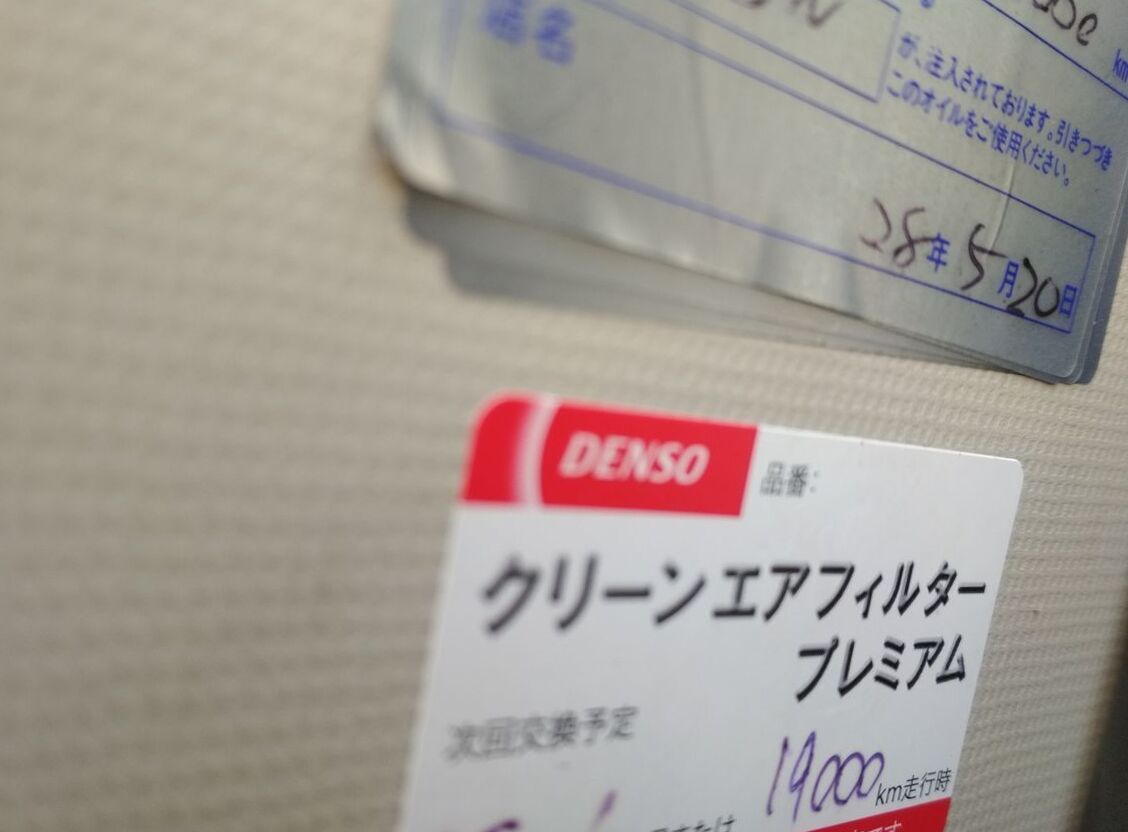 km
が、注入されております。引きつづき
このオイルをご使用ください。
28年5月20日
DENSO
品番:
クリーンエアフィルター
プレミアム
次回交換予定
19000km走行時